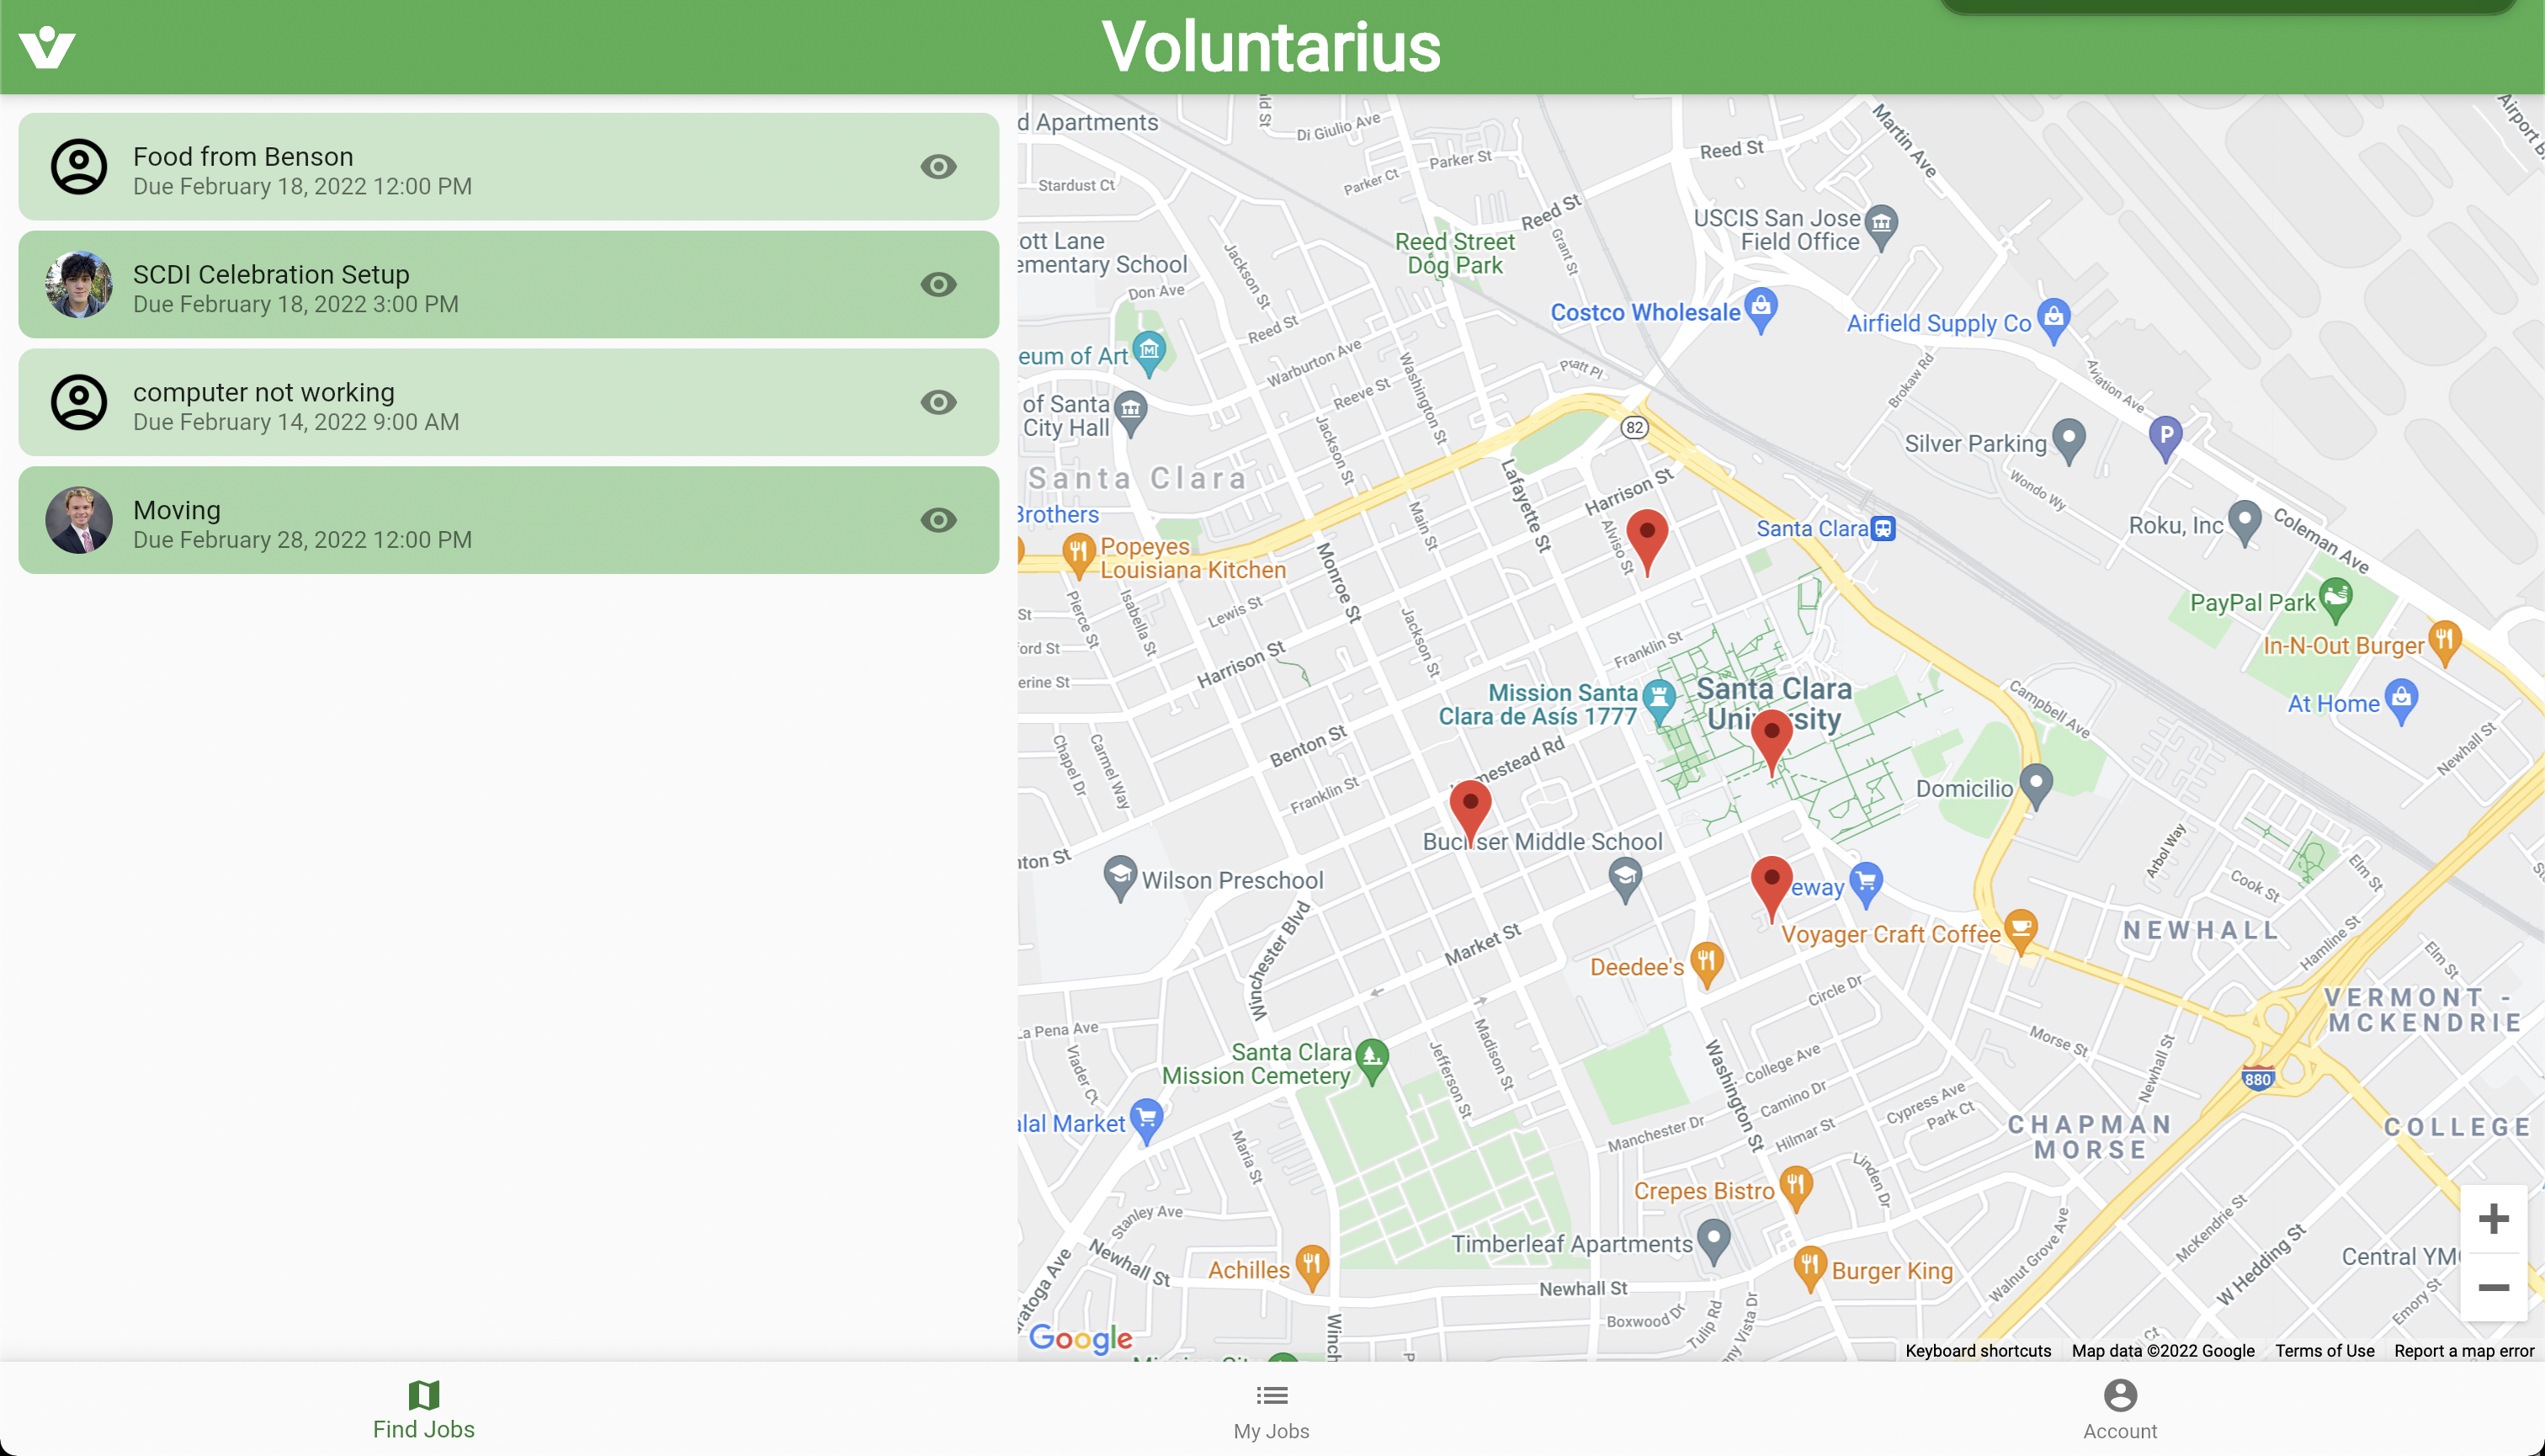 Voluntarius
Food from Benson
Due February 18, 2022 12:00 PM
SCDI Celebration Setup
Due February 18, 2022 3:00 PM
computer not working
Due February 14, 2022 9:00 AM
Moving
Due February 28, 2022 12:00 PM
d Apartments
ld St
Di Giulio Ave
Parker St
Parker Ct
Stardust Ct
Reed St
Martin Ave
Airport B
Reed St
Grant St
USCIS San Jose
Field Office
ott Lane
ementary School
Reed Street
Dog Park
Jackson St
Don Ave
Reed St
Costco Wholesale
Airfield Supply Co
eum of Art
Warburton Ave
Washington St
Pratt Pl
Reeve St
Brokaw Rd
Aviation Ave
of Santa
City Hall
82
P
Silver Parking
Jackson St
Santa Clara
Lafayette St
Harrison St
Wondo Wy
Brothers
Main St
Alviso St
Santa Clara
Roku, Inc
Coleman Ave
Popeyes
Louisiana Kitchen
Monroe St
Pierce St
Isabella St
Lewis St
St
PayPal Park
Jackson St
Franklin St
In-N-Out Burger
ford St
Harrison St
erine St
Mission Santa
Clara de Asís 1777
Santa Clara
University
Campbell Ave
At Home
Newhall St
Benton St
Chapel Dr
Carmel Way
mestead Rd
Franklin St
Domicilio
Buchser Middle School
nton St
Wilson Preschool
eway
Arbol Way
Cook St
Elm St
Voyager Craft Coffee
NEWHALL
Winchester Blvd
Market St
Hamline St
Deedee's
Elm St
Circle Dr
VERMONT -
MCKENDRIE
La Pena Ave
Viader Ct
Madison St
Jefferson St
Washington St
Morse St
Newhall St
Santa Clara
Mission Cemetery
College Ave
880
Camino Dr
Cypress Ave
Park Ct
alal Market
Maria St
Manchester Dr
Hilmar St
CHAPMAN
MORSE
COLLEGE
Linden Dr
Crepes Bistro
Stanley Ave
Newhall St
McKendrie St
Walnut Grove Ave
W Hedding St
Timberleaf Apartments
Central YMC
Achilles
Burger King
Newhall St
ratoga Ave
Boxwood Dr
Tulip Rd
ny Vista Dr
Emory St
Winch
Google
Ct
Keyboard shortcuts
Map data ©2022 Google
Terms of Use
Report a map error
Find Jobs
My Jobs
Account